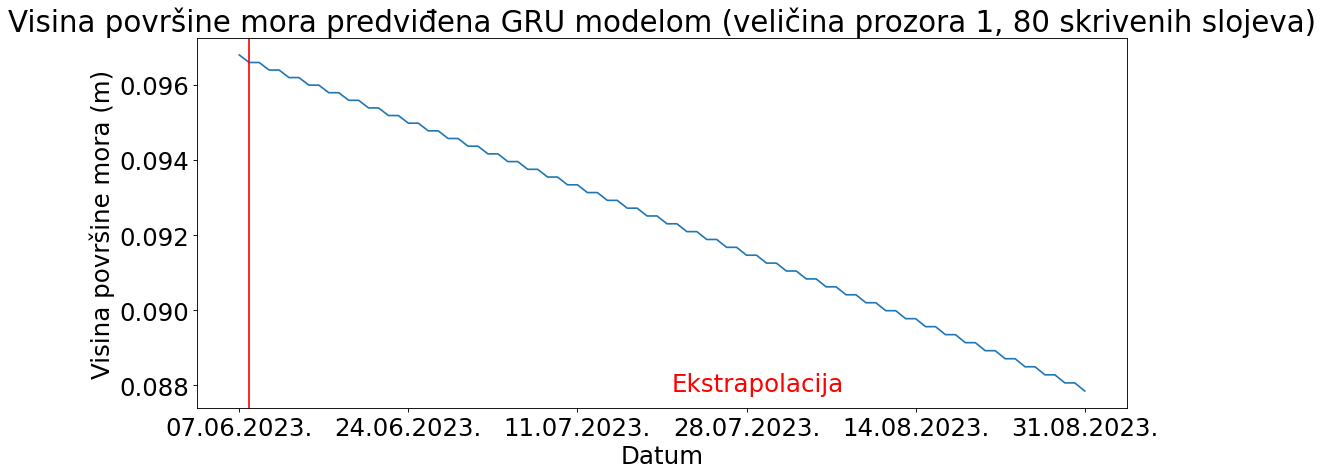 Visina površine mora predviđena GRU modelom (veličina prozora 1, 80 skrivenih slojeva)
Visina površine mora (m)
0.096
0.094
0.092
0.090
0.088
Ekstrapolacija
07.06.2023. 24.06.2023. 11.07.2023. 28.07.2023. 14.08.2023. 31.08.2023.
Datum